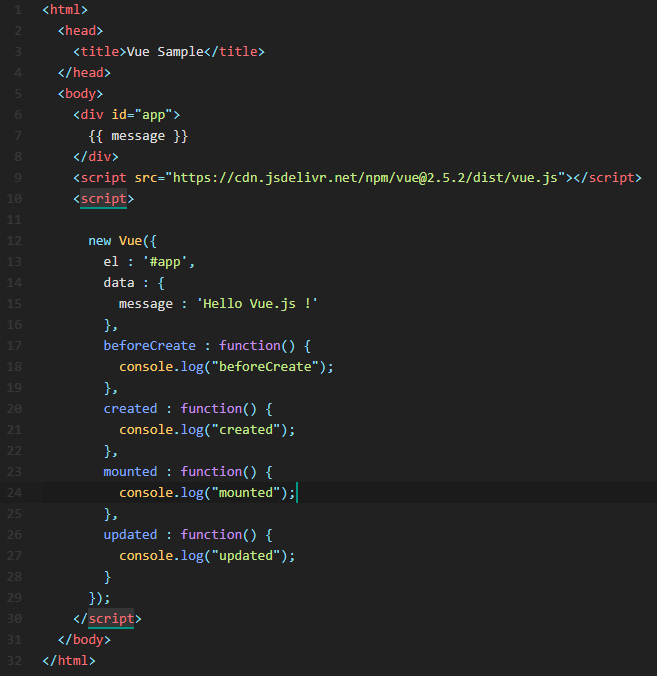 1 <html>
2   <head>
3     <title>Vue Sample</title>
4   </head>
5   <body>
6     <div id="app">
7       {{ message }}
8     </div>
9     <script src="https://cdn.jsdelivr.net/npm/vue@2.5.2/dist/vue.js"></script>
10     <script>
11
12       new Vue({
13         el : '#app',
14         data : {
15           message : 'Hello Vue.js !'
16         },
17         beforeCreate : function() {
18           console.log("beforeCreate");
19         },
20         created : function() {
21           console.log("created");
22         },
23         mounted : function() {
24           console.log("mounted");
25         },
26         updated : function() {
27           console.log("updated");
28         }
29       });
30     </script>
31   </body>
32 </html>